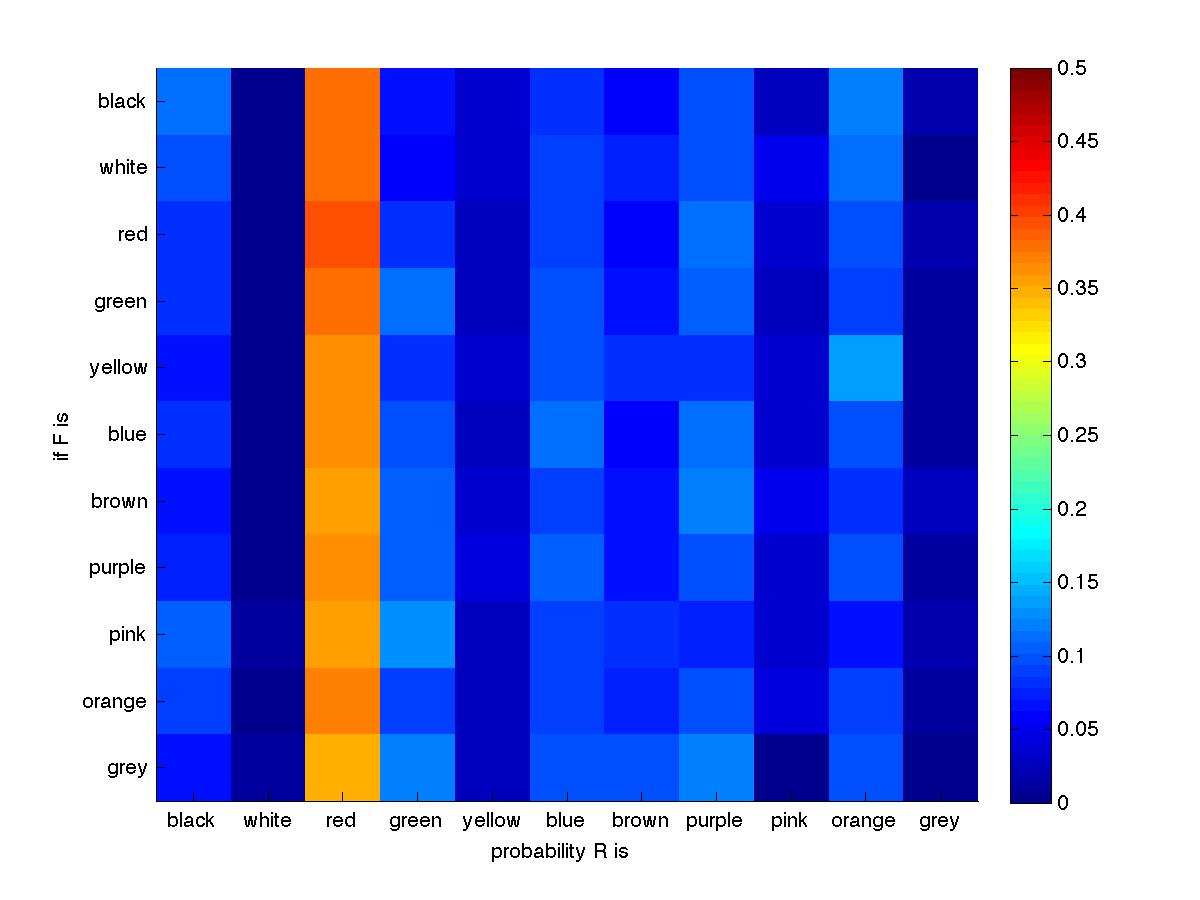 black
white
red
green
yellow
blue
brown
purple
pink
orange
grey
if F is
black white red green yellow blue brown purple pink orange grey
probability R is
0.5
0.45
0.4
0.35
0.3
0.25
0.2
0.15
0.1
0.05
0